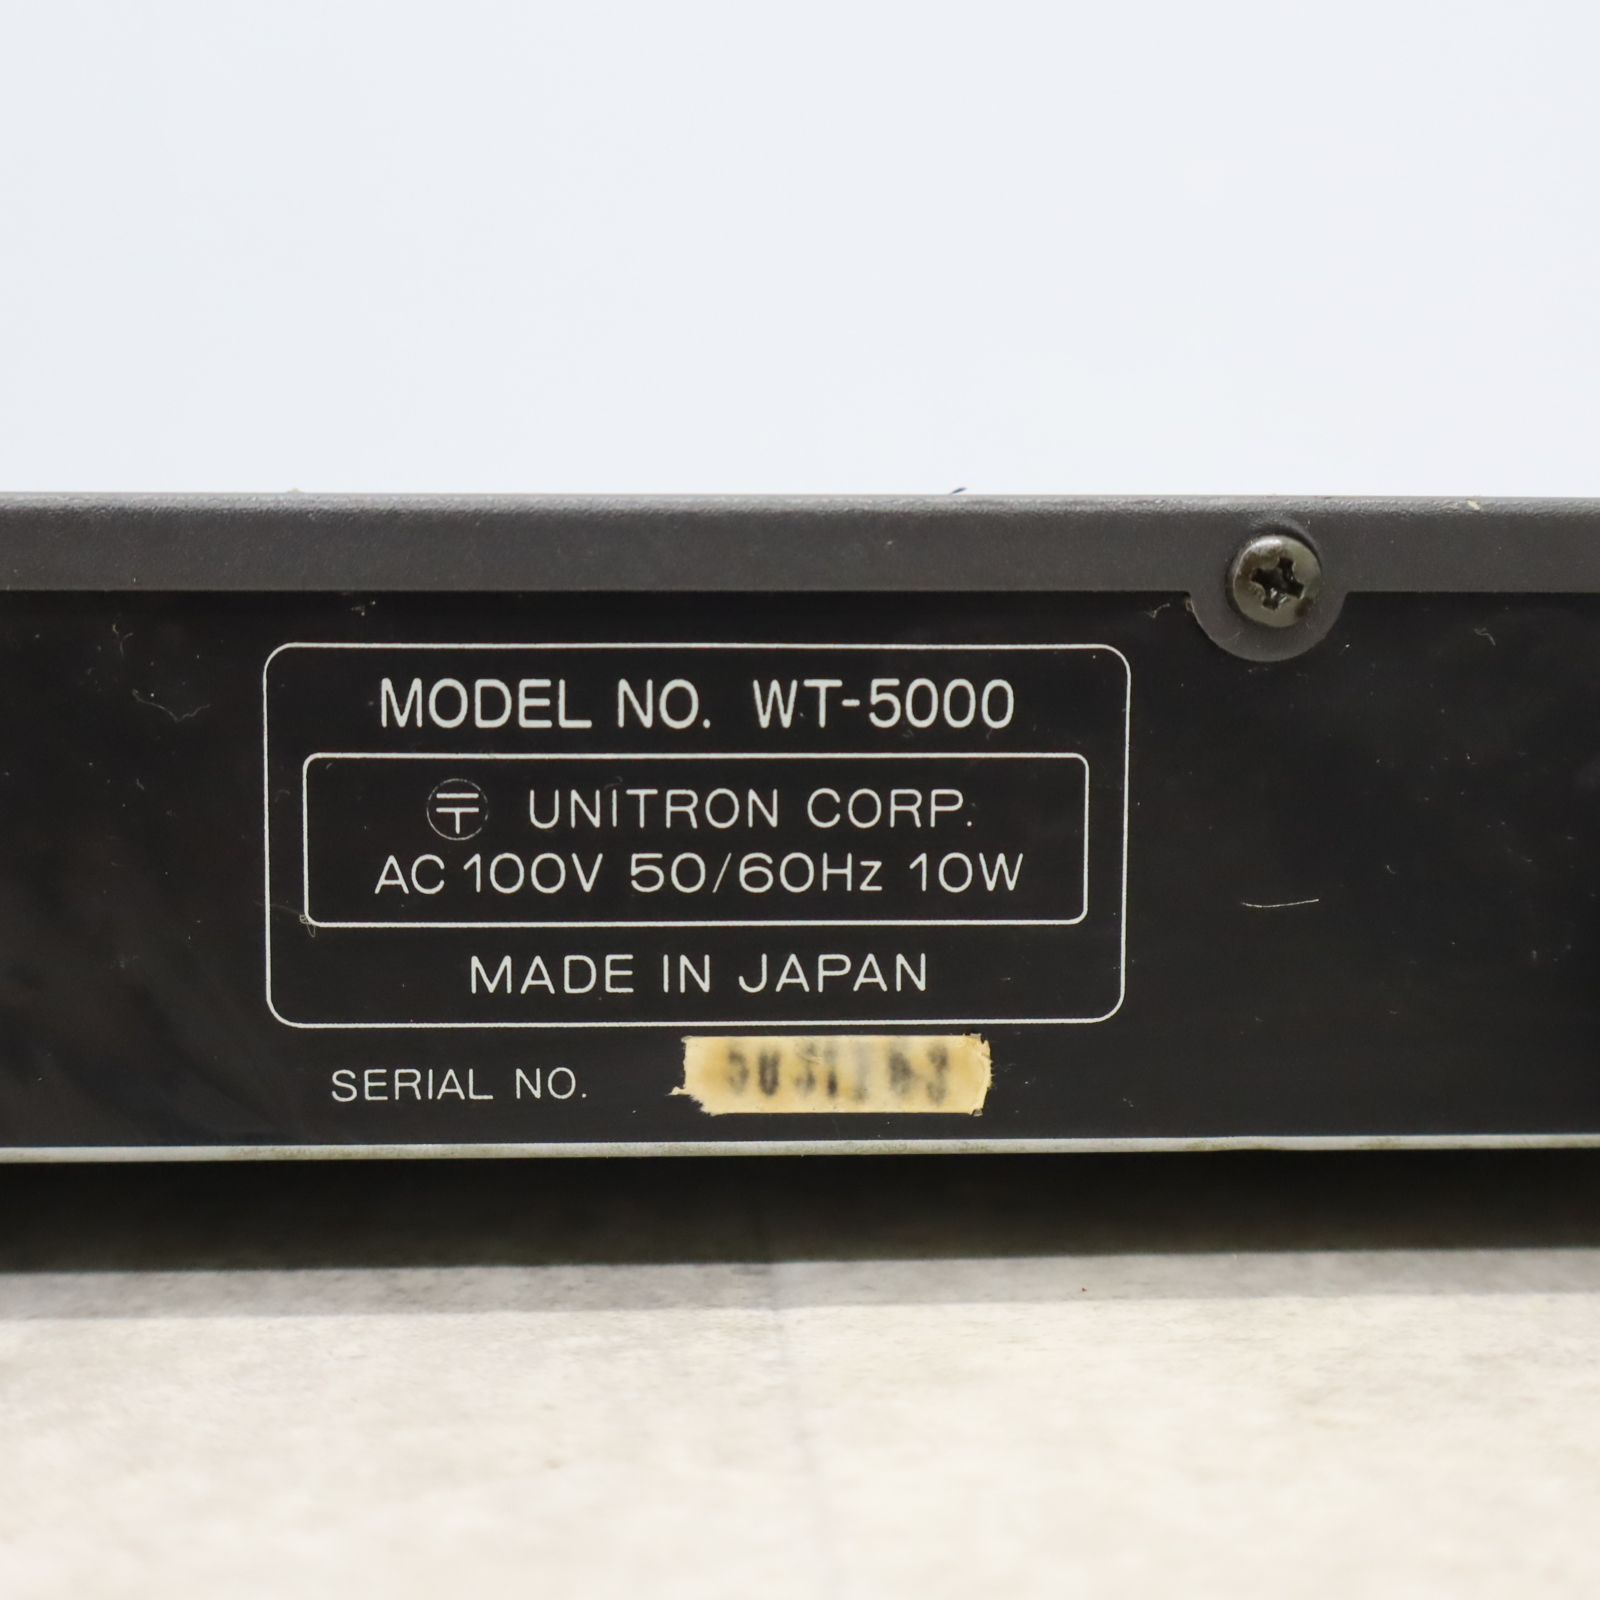 MODEL NO. WT-5000
〒 UNITRON CORP.
AC 100V 50/60Hz 10W
MADE IN JAPAN
SERIAL NO.